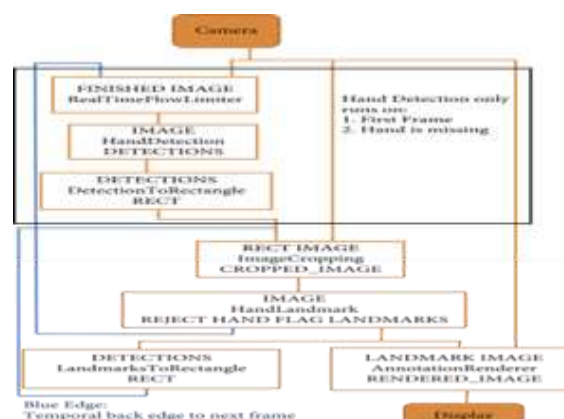 Camera
FINISHED IMAGE
RealTimeFlowLimiter
Hand Detection only
runs on:
1. First Frame
2. Hand is missing
IMAGE
HandDetection
DETECTIONS
DETECTIONS
DetectionToRectangle
RECT
RECT IMAGE
ImageCropping
CROPPED_IMAGE
IMAGE
HandLandmark
REJECT HAND FLAG LANDMARKS
DETECTIONS
LandmarksToRectangle
RECT
LANDMARK IMAGE
AnnotationRenderer
RENDERED_IMAGE
Blue Edge:
Temporal back edge to next frame
Display